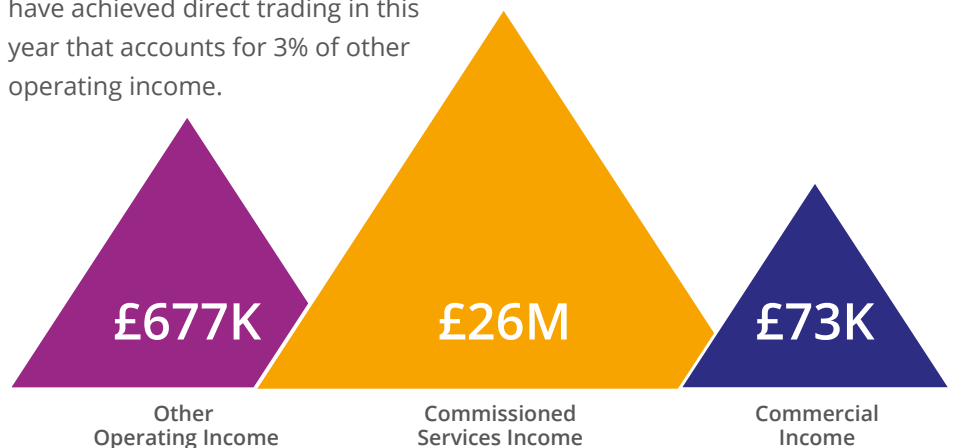 have achieved direct trading in this
year that accounts for 3% of other
operating income.
£677K
£26M
£73K
Other
Operating Income
Commissioned
Services Income
Commercial
Income